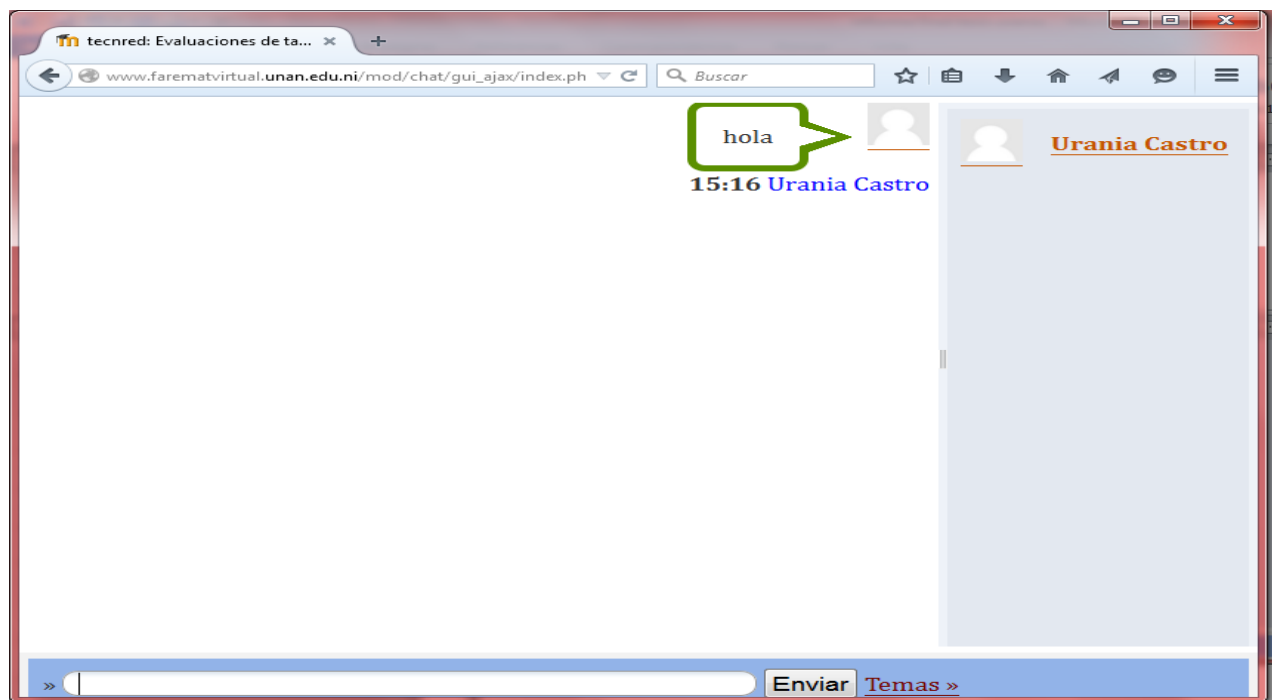 tecnred: Evaluaciones de ta...
www.farematvirtual.unan.edu.ni/mod/chat/gui_ajax/index.ph
Buscar
hola
15:16 Urania Castro
Urania Castro
» Enviar Temas »